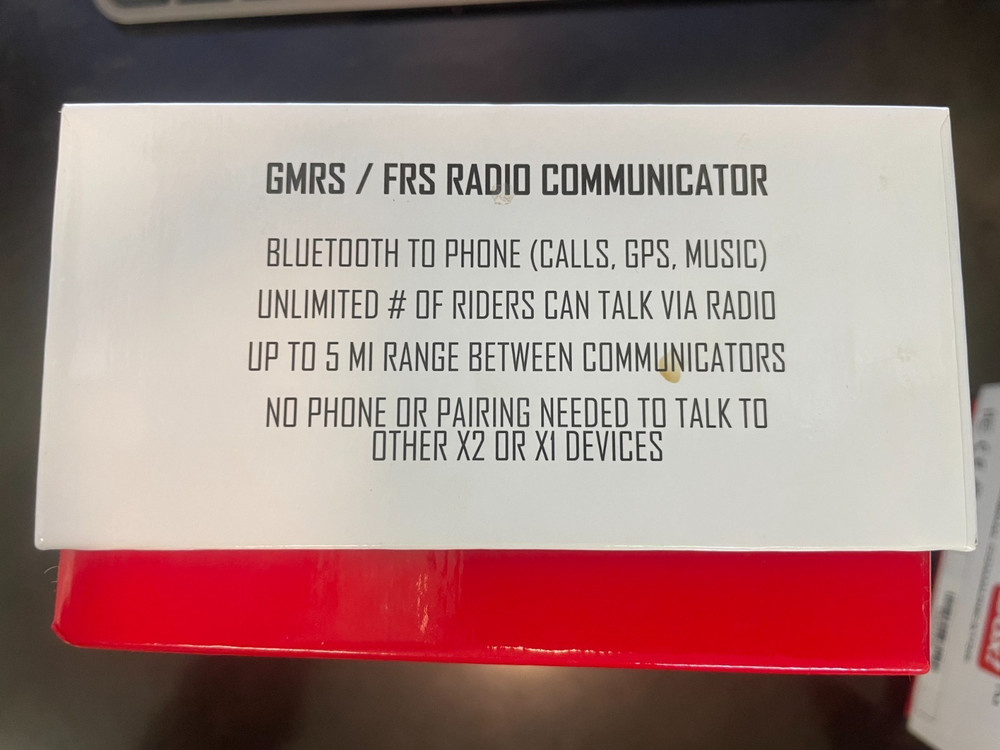 GMRS / FRS RADIO COMMUNICATOR
BLUETOOTH TO PHONE (CALLS, GPS, MUSIC)
UNLIMITED # OF RIDERS CAN TALK VIA RADIO
UP TO 5 MI RANGE BETWEEN COMMUNICATORS
NO PHONE OR PAIRING NEEDED TO TALK TO
OTHER X2 OR X1 DEVICES